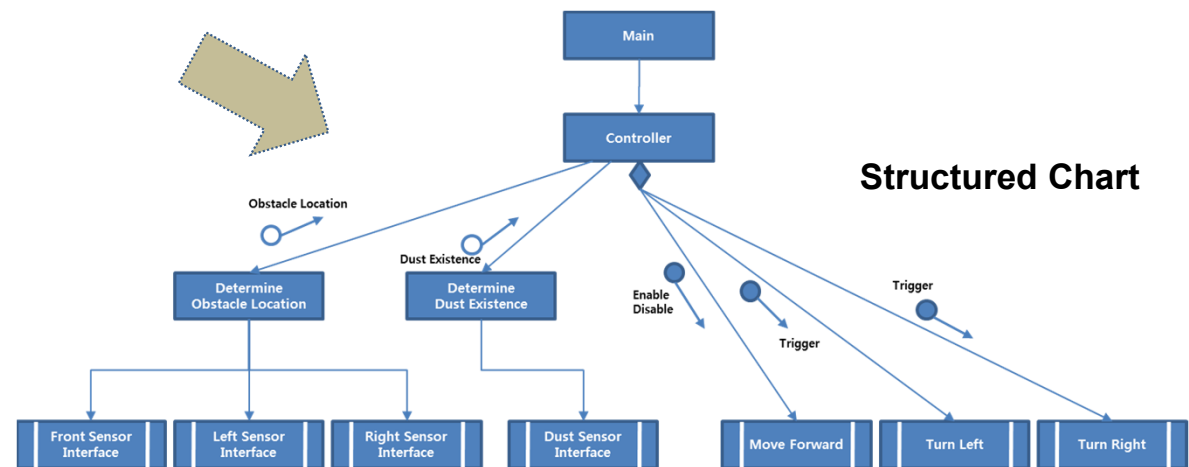 Main
Controller
Structured Chart
Obstacle Location
Dust Existence
Determine
Obstacle Location
Determine
Dust Existence
Enable
Disable
Trigger
Trigger
Front Sensor
Interface
Left Sensor
Interface
Right Sensor
Interface
Dust Sensor
Interface
Move Forward
Turn Left
Turn Right